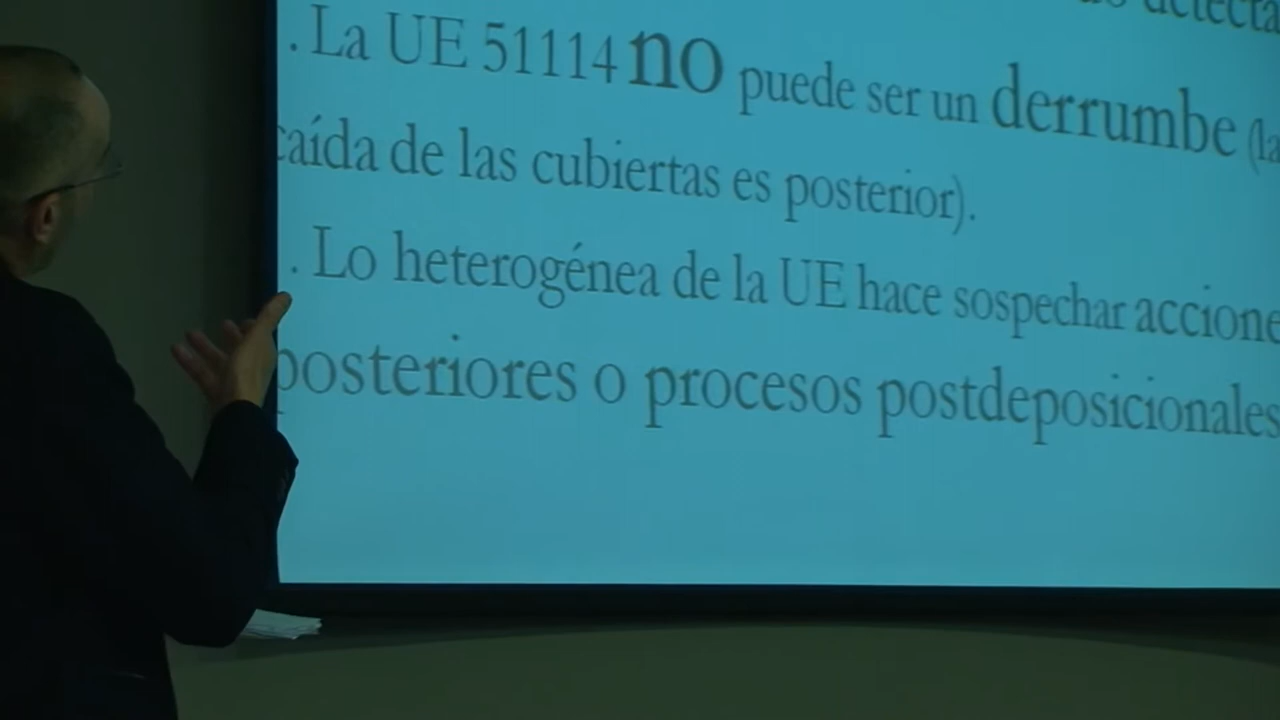 . La UE 51114 no puede ser un derrumbe (la
caída de las cubiertas es posterior).
. Lo heterogénea de la UE hace sospechar accione
posteriores o procesos postdeposicionales